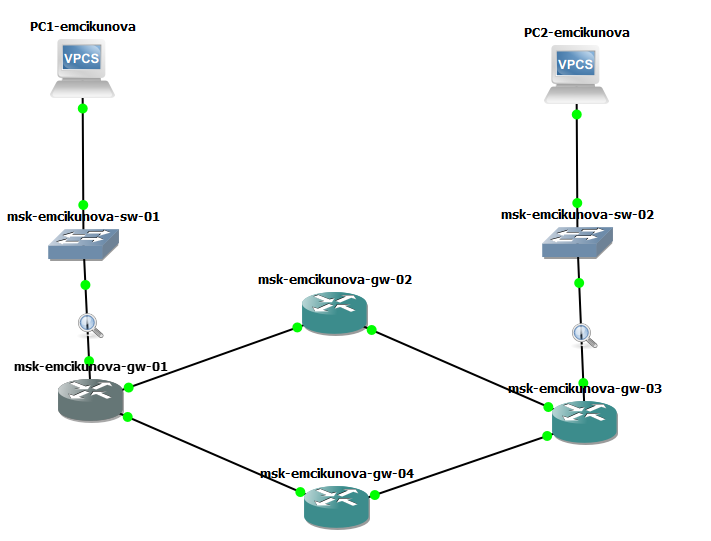 PC1-emcikunova
PC2-emcikunova
VPCS
VPCS
msk-emcikunova-sw-01
msk-emcikunova-sw-02
msk-emcikunova-gw-02
msk-emcikunova-gw-01
msk-emcikunova-gw-03
msk-emcikunova-gw-04